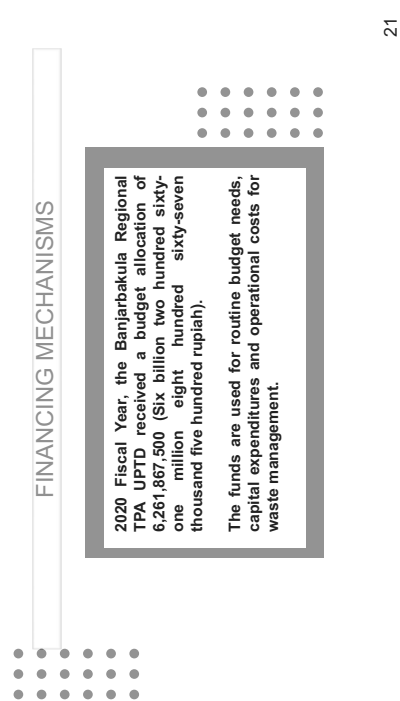 FINANCING MECHANISMS
2020 Fiscal Year, the Banjarbakula Regional
TPA UPTD received a budget allocation of
6,261,867,500 (Six billion two hundred sixty-
one million eight hundred sixty-seven
thousand five hundred rupiah).
The funds are used for routine budget needs,
capital expenditures and operational costs for
waste management.
21